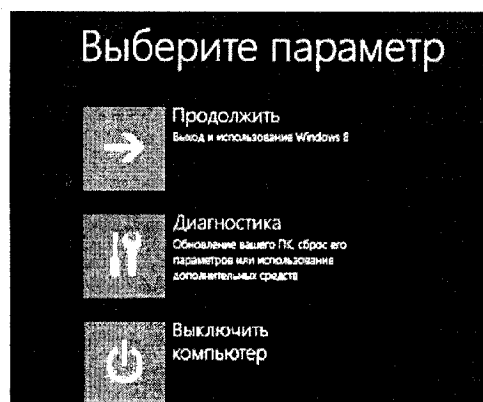 Выберите параметр
Продолжить
Выход и использование Windows 8
Диагностика
Обновление вашего ПК, сброс его
параметров или использование
дополнительных средств
Выключить
компьютер